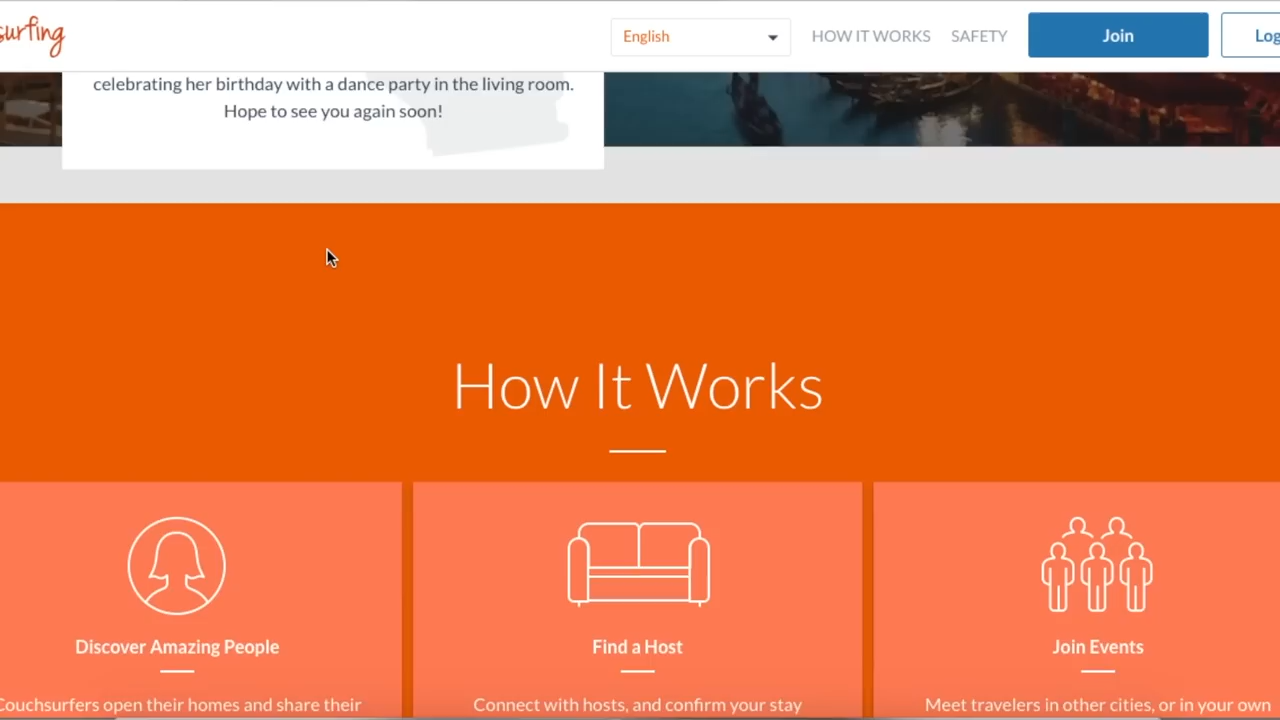 surfing
English
HOW IT WORKS
SAFETY
Join
Log
celebrating her birthday with a dance party in the living room.
Hope to see you again soon!
How It Works
Discover Amazing People
Find a Host
Join Events
Couchsurfers open their homes and share their
Connect with hosts, and confirm your stay
Meet travelers in other cities, or in your own